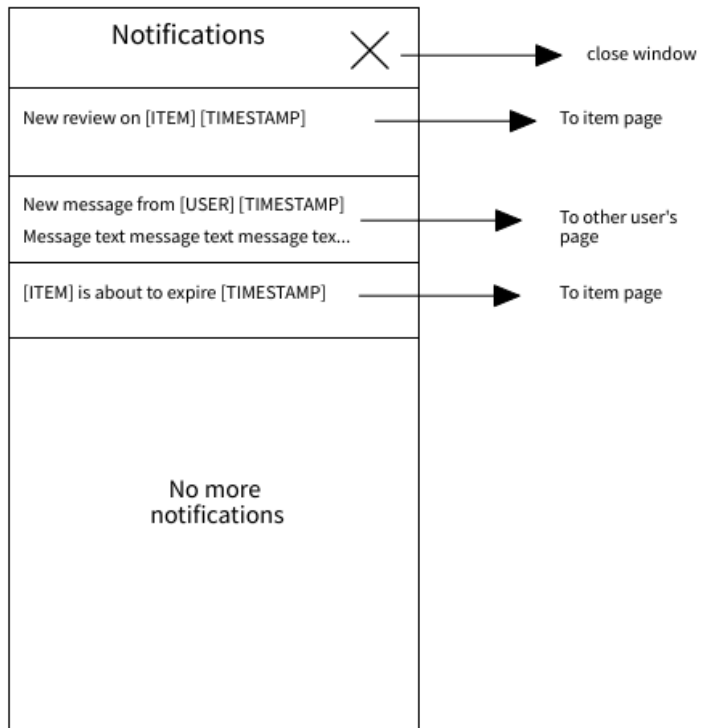 Notifications
close window
New review on [ITEM] [TIMESTAMP]
To item page
New message from [USER] [TIMESTAMP]
Message text message text message tex...
To other user's
page
[ITEM] is about to expire [TIMESTAMP]
To item page
No more
notifications